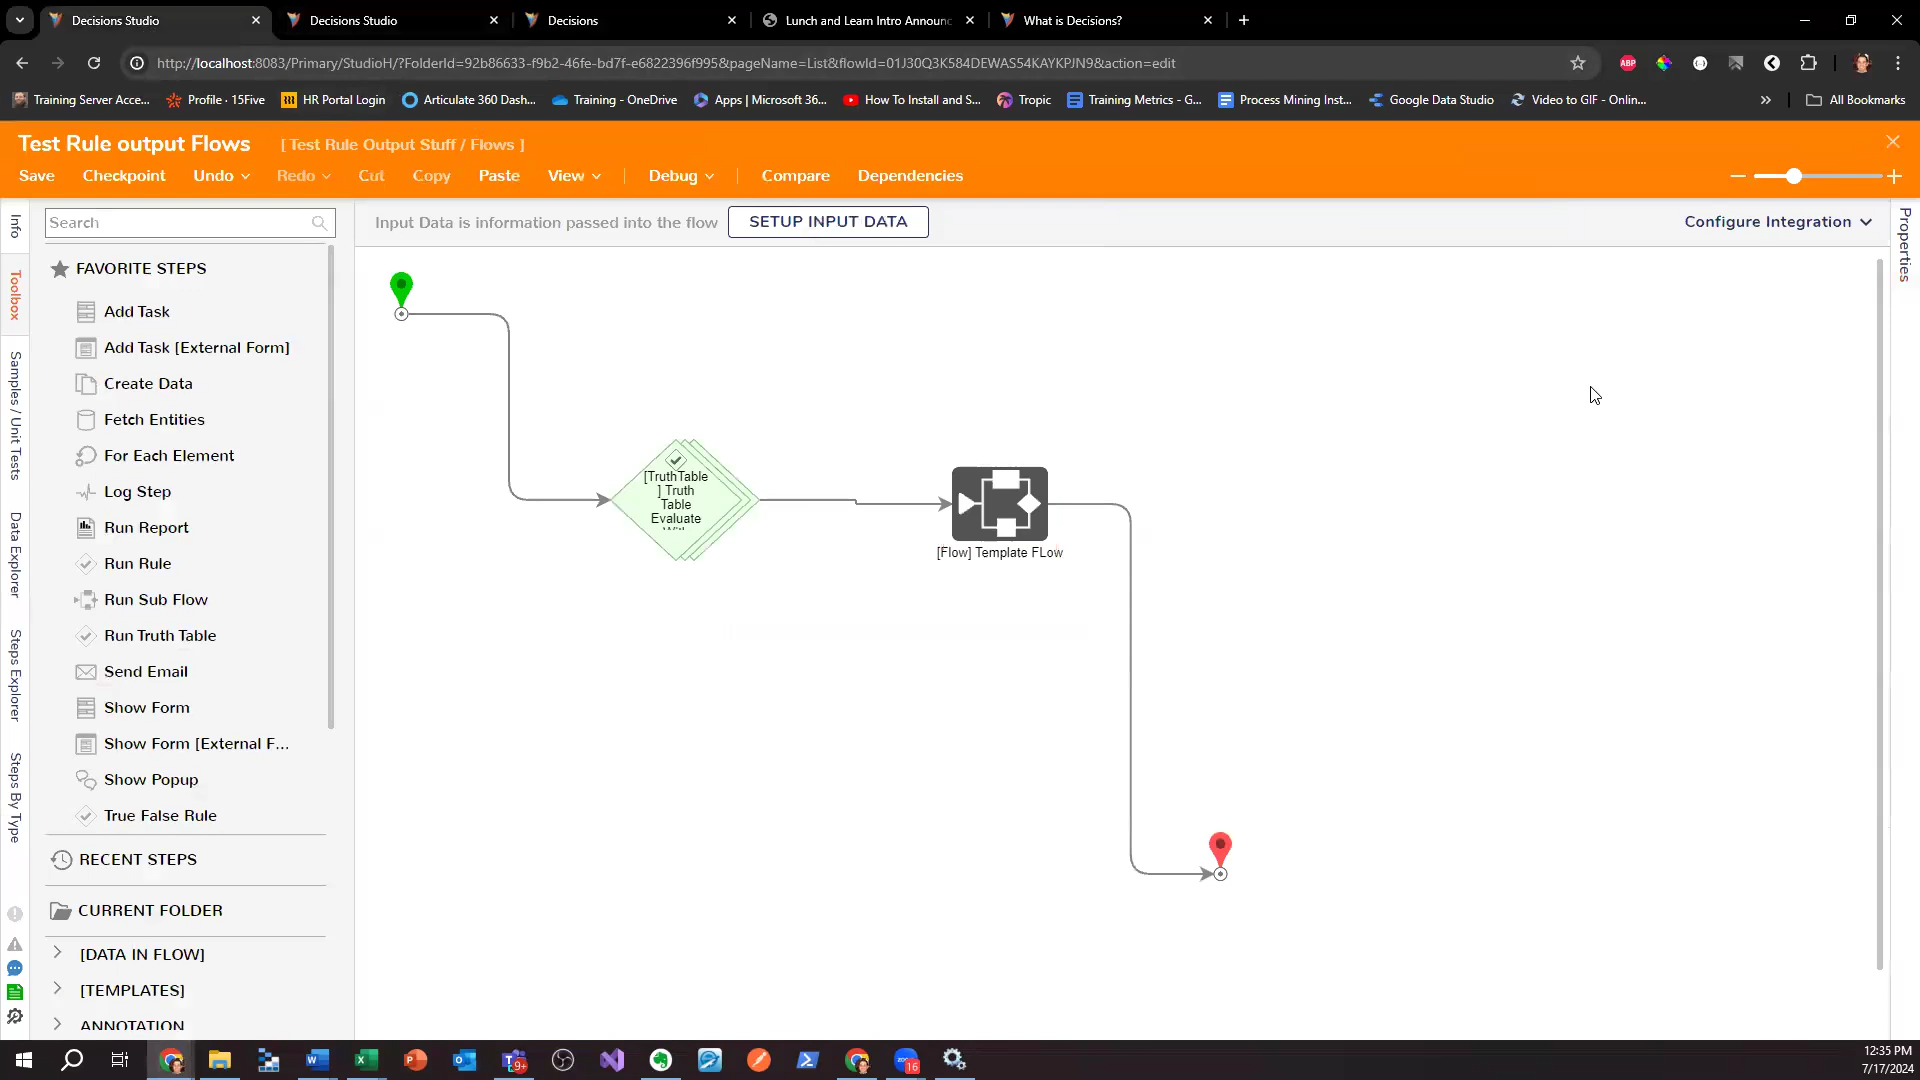 Decisions Studio
Decisions Studio
Decisions
Lunch and Learn Intro Announc
What is Decisions?
http://localhost:8083/Primary/StudioH/?FolderId=92b86633-f9b2-46fe-bd7f-e6822396f995&pageName=List&flowId=01J30Q3K584DEWAS54KAYKPJN9&action=edit
ABP
Training Server Acce...
Profile · 15Five
HR Portal Login
Articulate 360 Dash...
Training - OneDrive
Apps | Microsoft 36...
How To Install and S...
Tropic
Training Metrics - G...
Process Mining Inst...
Google Data Studio
Video to GIF - Onlin...
All Bookmarks
Test Rule output Flows
[ Test Rule Output Stuff / Flows ]
Save
Checkpoint
Undo
Redo
Cut
Copy
Paste
View
Debug
Compare
Dependencies
Info
Toolbox
Samples / Unit Tests
Data Explorer
Steps Explorer
Steps By Type
Search
FAVORITE STEPS
Add Task
Add Task [External Form]
Create Data
Fetch Entities
For Each Element
Log Step
Run Report
Run Rule
Run Sub Flow
Run Truth Table
Send Email
Show Form
Show Form [External F...
Show Popup
True False Rule
RECENT STEPS
CURRENT FOLDER
[DATA IN FLOW]
[TEMPLATES]
ANNOTATION
Input Data is information passed into the flow
SETUP INPUT DATA
Configure Integration
Properties
[TruthTable
] Truth
Table
Evaluate
[Flow] Template FLow
9+
16
12:35 PM
7/17/2024